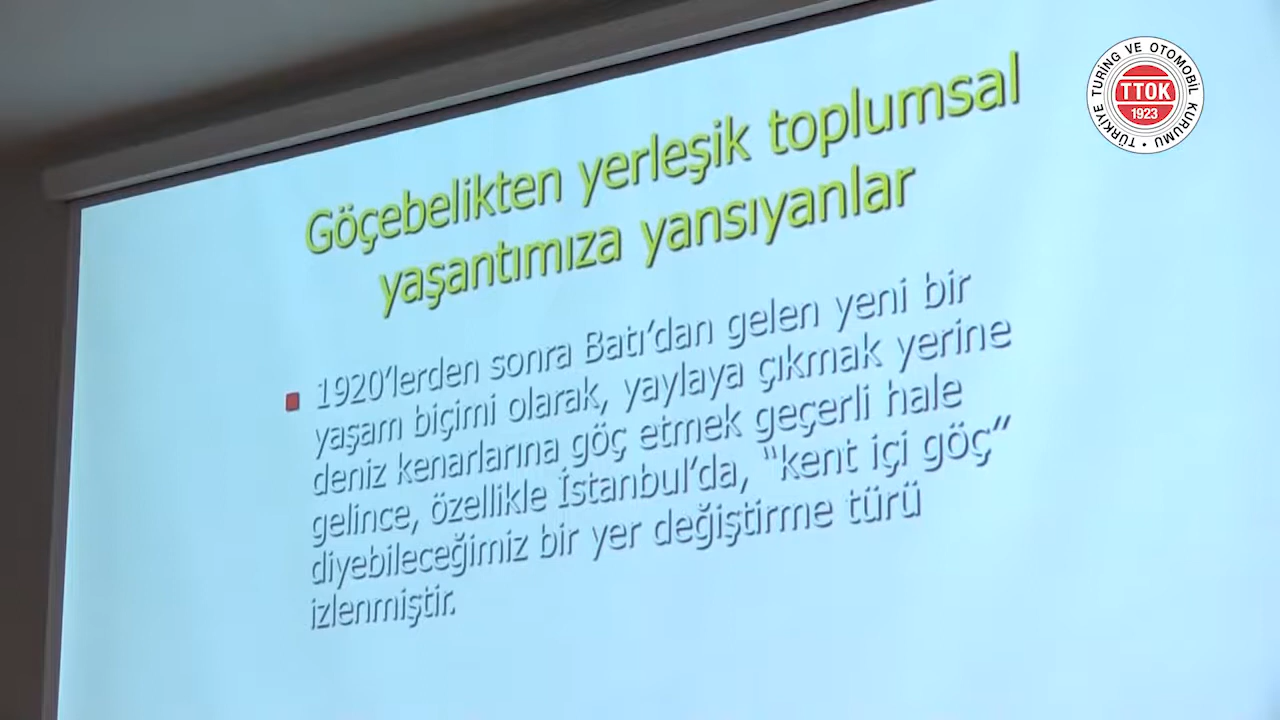 Göçebelikten yerleşik toplumsal
yaşantımıza yansıyanlar
1920’lerden sonra Batı’dan gelen yeni bir
yaşam biçimi olarak, yaylaya çıkmak yerine
deniz kenarlarına göç etmek geçerli hale
gelince, özellikle İstanbul’da, “kent içi göç”
diyebileceğimiz bir yer değiştirme türü
izlenmiştir.
TÜRKİYE TURİNG VE OTOMOBİL KURUMU
TTOK
1923